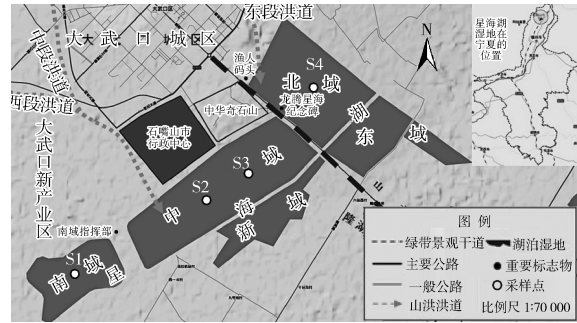 东段洪道
大武口城区
中段洪道
渔人
码头
S4
北域
龙腾星海
纪念碑
中华奇石山
西段洪道
石嘴山市
行政中心
湖
东域
大武口新产业区
S3
域
S2
中海
新域
山
南域指挥部
S1
南域星
N
星海湖
湿地在
宁夏的
位置
图 例
绿带景观干道
湖泊湿地
主要公路
重要标志物
一般公路
采样点
山洪洪道
比例尺 1:70 000